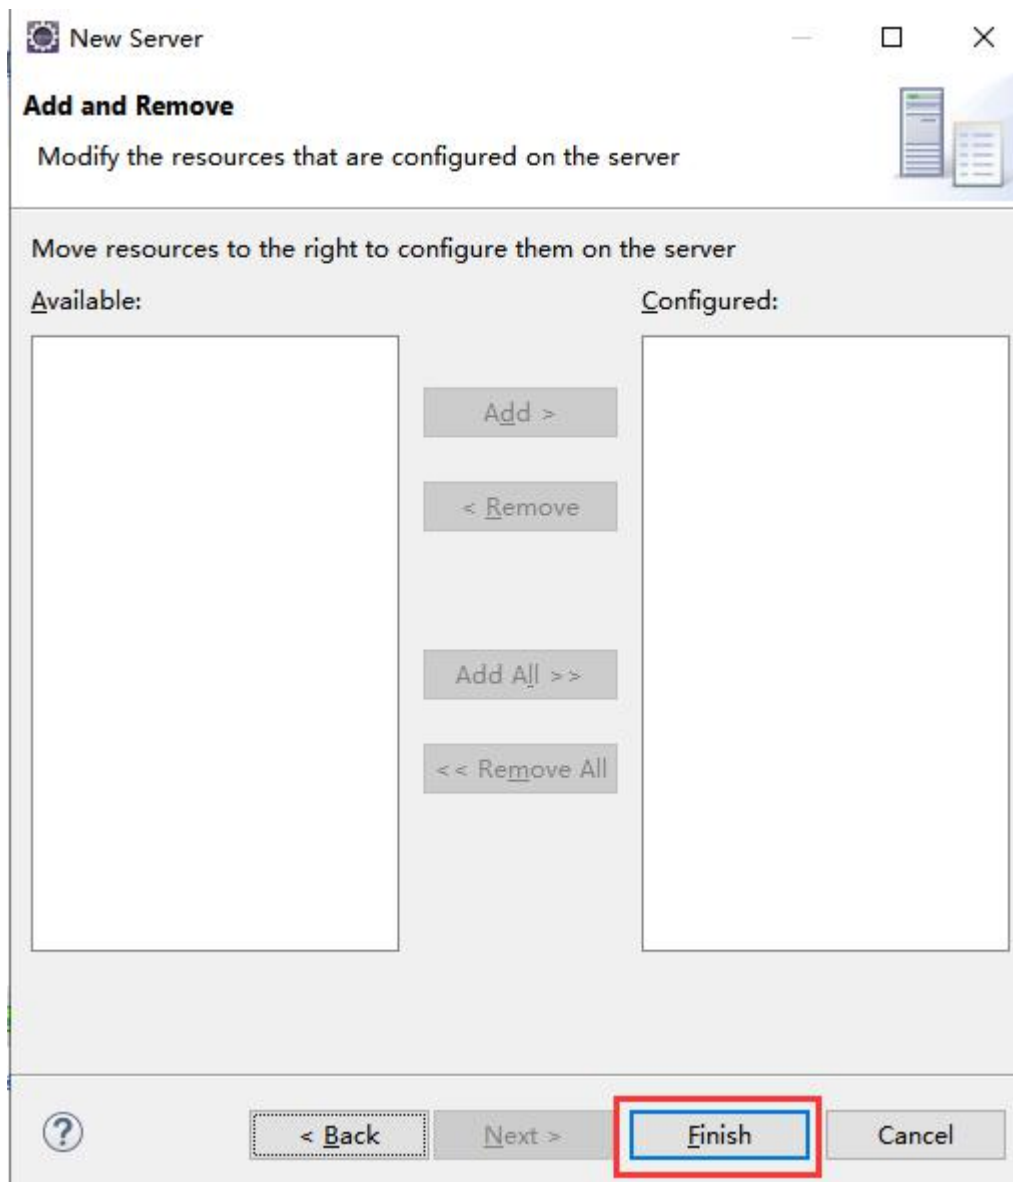 New Server
Add and Remove
Modify the resources that are configured on the server
Move resources to the right to configure them on the server
Available:
Configured:
Add >
< Remove
Add All >>
<< Remove All
?
< Back
Next >
Finish
Cancel